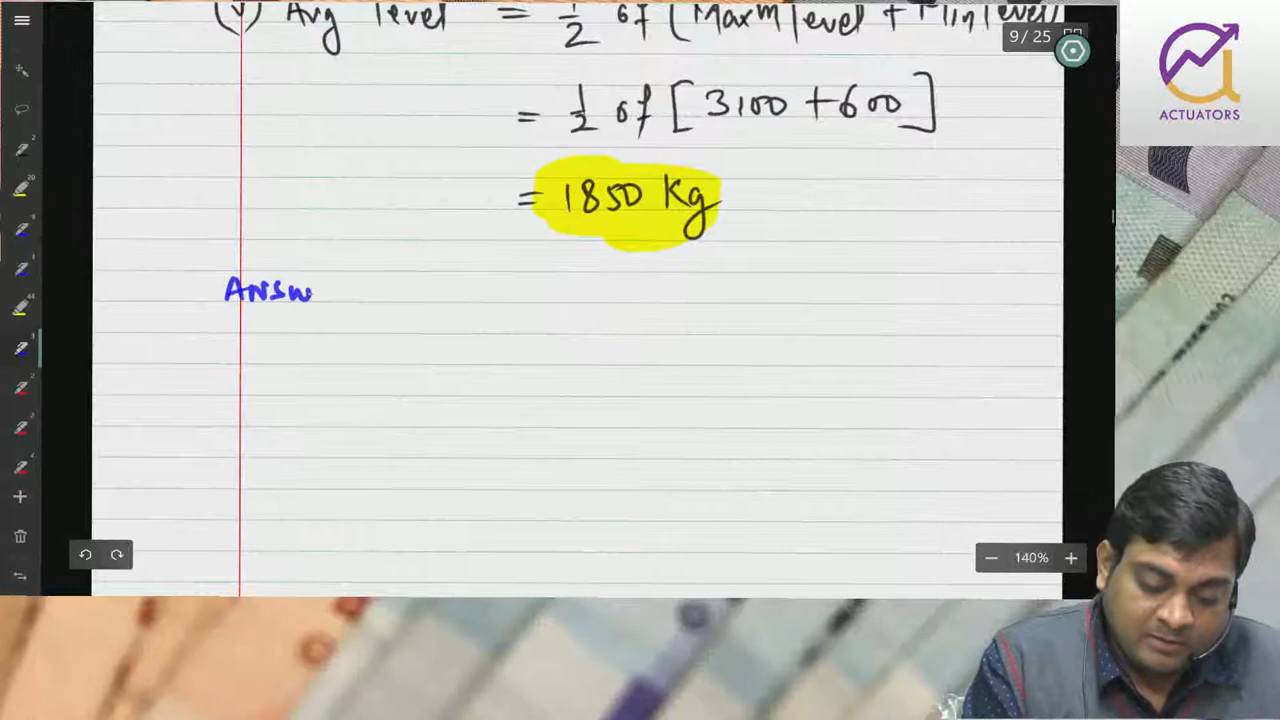 (v) Avg level = 1/2 of (Maxm level + Min level)
= 1/2 of [3100 + 600]
= 1850 Kg
Answ
9 / 25
ACTUATORS
140%